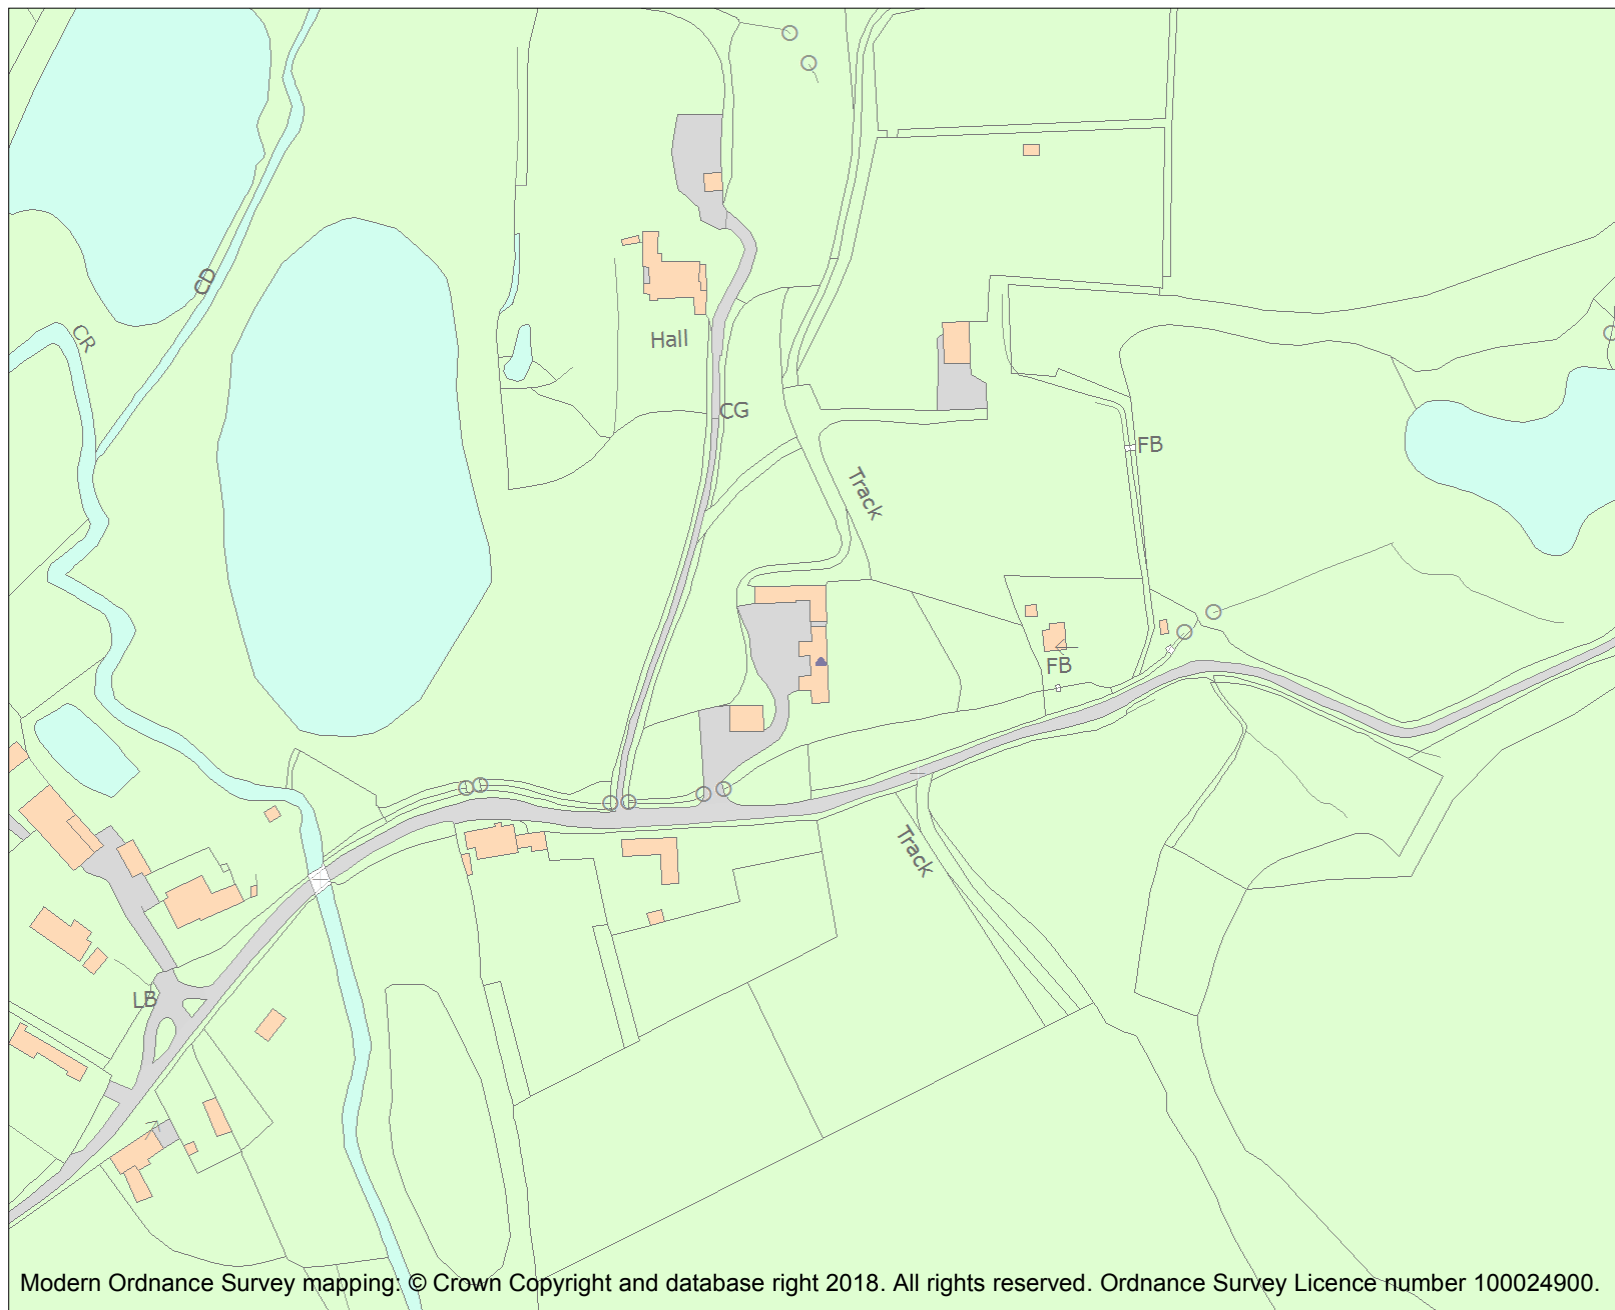 CD
CR
Hall
CG
FB
Track
FB
Track
LB
Modern Ordnance Survey mapping: © Crown Copyright and database right 2018. All rights reserved. Ordnance Survey Licence number 100024900.